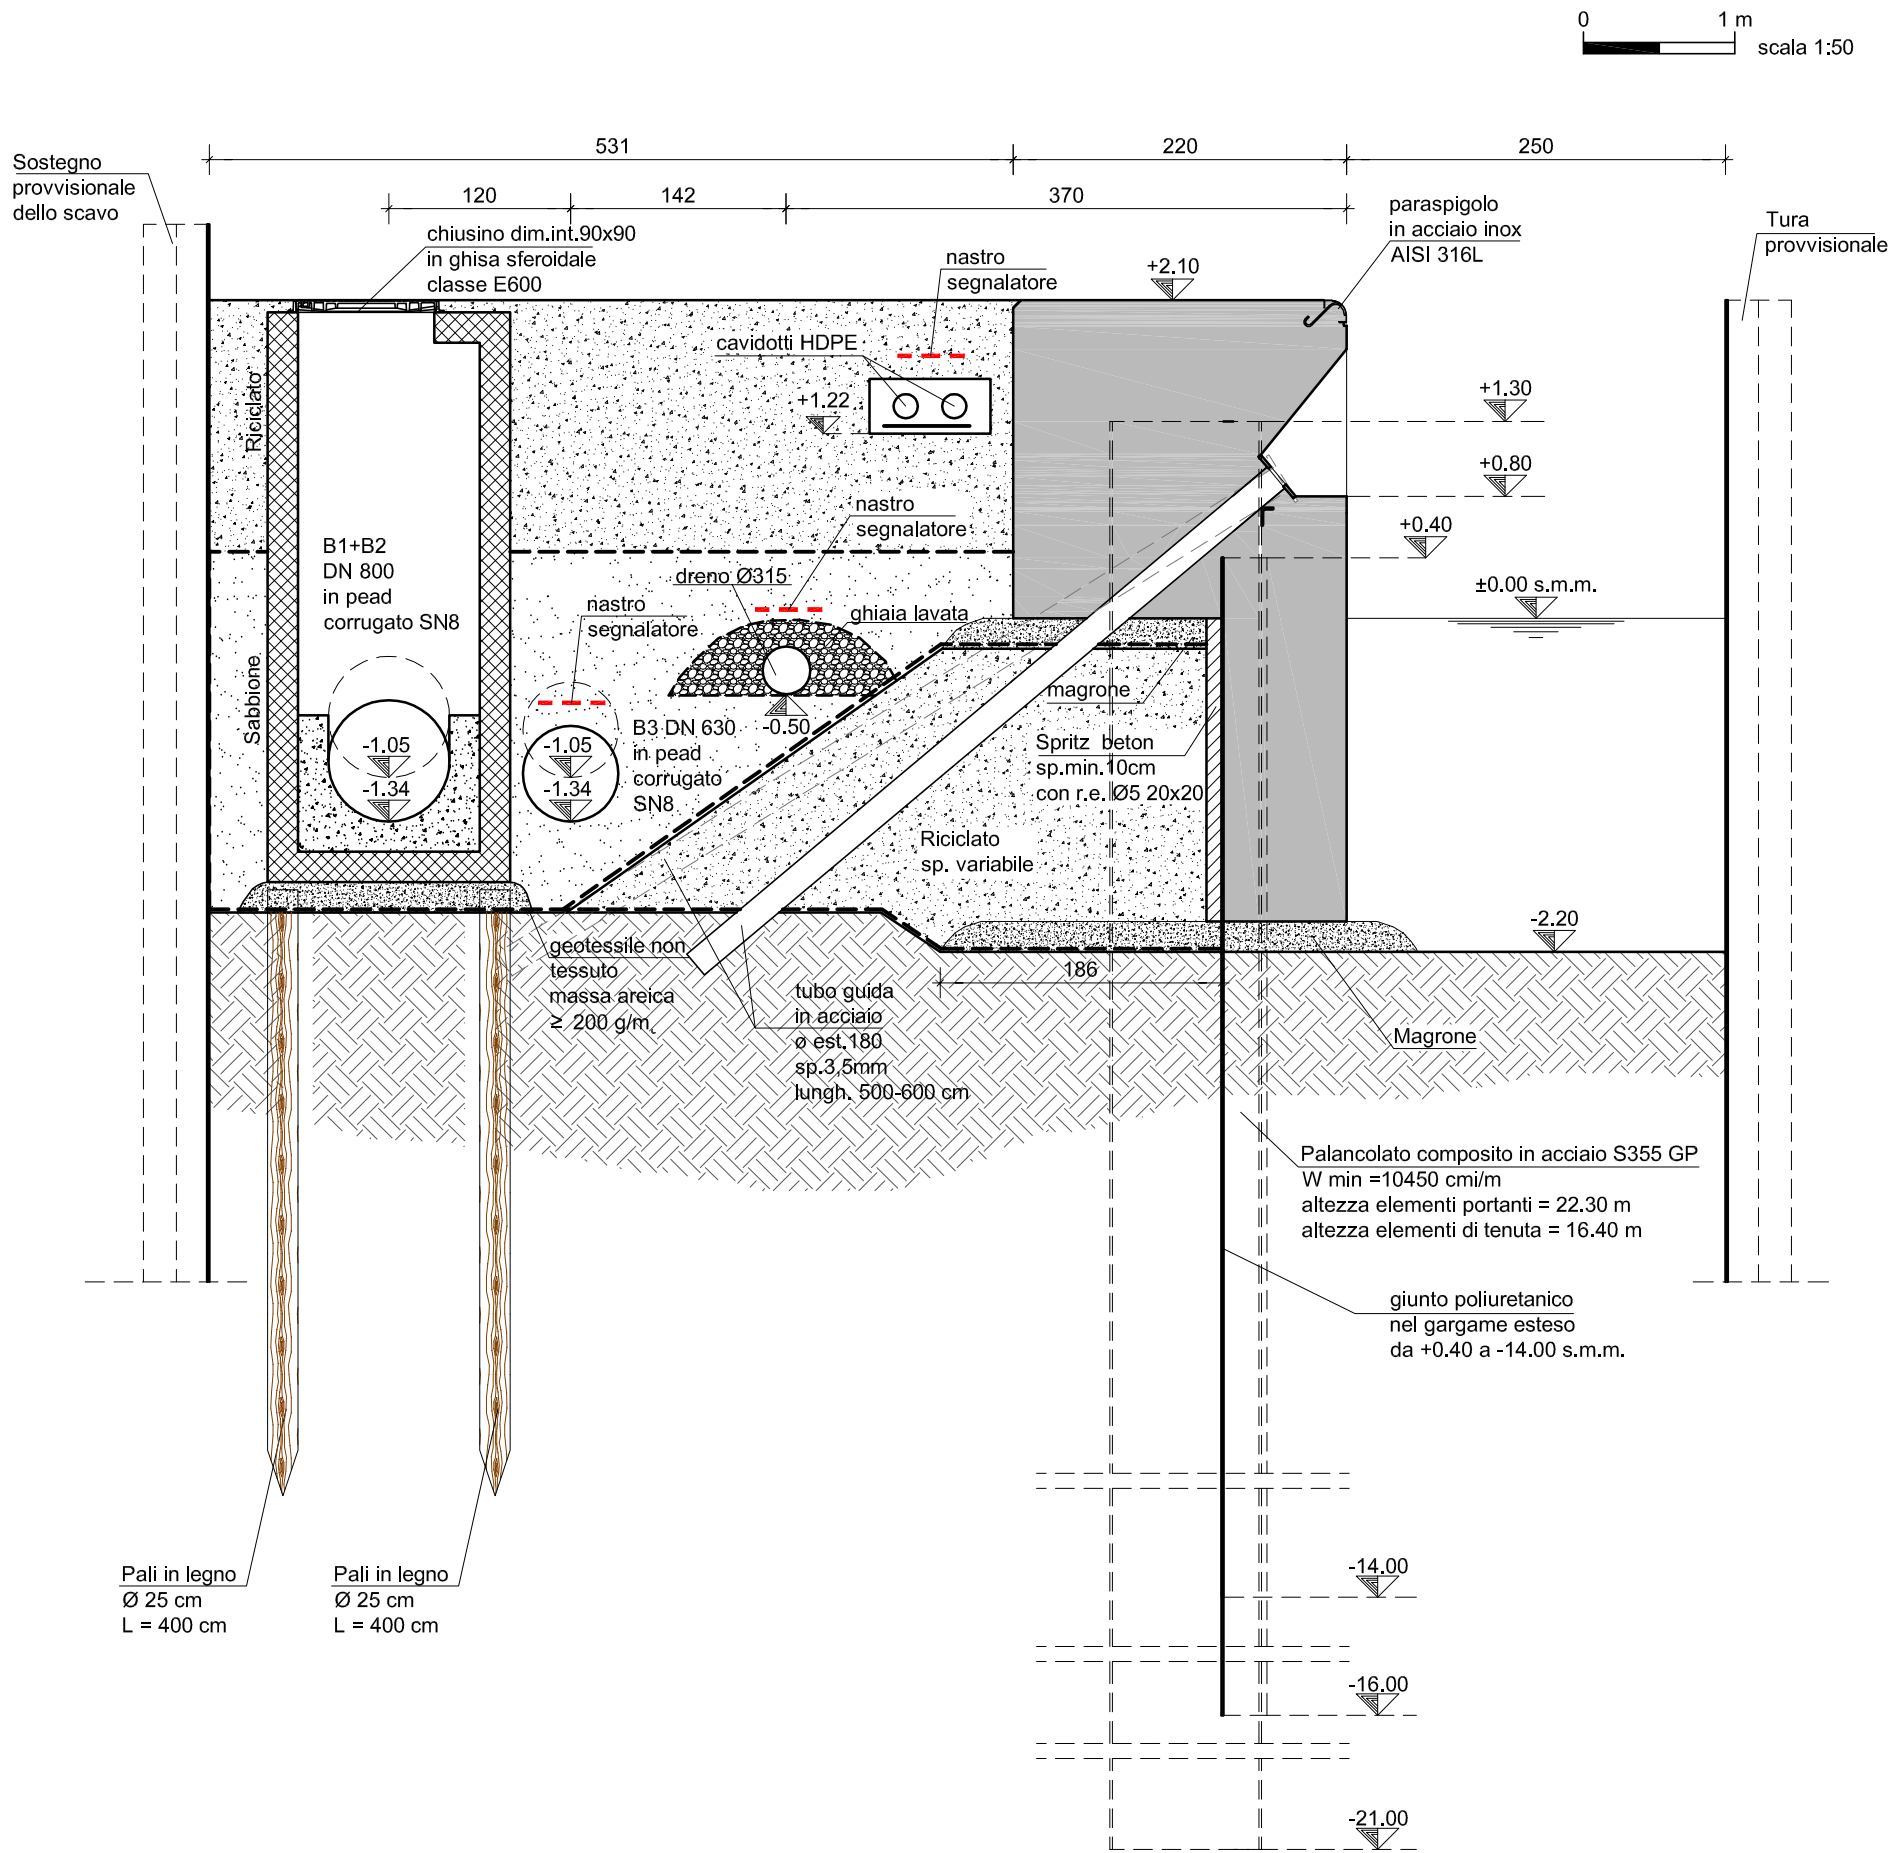 0 1 m
scala 1:50
531 220 250
Sostegno
provvisionale
dello scavo
120 142 370
paraspigolo
in acciaio inox
AISI 316L
Tura
provvisionale
chiusino dim.int.90x90
in ghisa sferoidale
classe E600
nastro
segnalatore
+2.10
cavidotti HDPE
+1.22
+1.30
+0.80
+0.40
±0.00 s.m.m.
Riciclato
nastro
segnalatore
B1+B2
DN 800
in pead
corrugato SN8
dreno Ø315
nastro
segnalatore
ghiaia lavata
Sabbione
magrone
-0.50
B3 DN 630
in pead
corrugato
SN8
-1.05
-1.34
-1.05
-1.34
Spritz beton
sp.min.10cm
con r.e. Ø5 20x20
Riciclato
sp. variabile
-2.20
geotessile non
tessuto
massa areica
≥ 200 g/m
186
tubo guida
in acciaio
ø est.180
sp.3,5mm
lungh. 500-600 cm
Magrone
Palancolato composito in acciaio S355 GP
W min =10450 cmi/m
altezza elementi portanti = 22.30 m
altezza elementi di tenuta = 16.40 m
giunto poliuretanico
nel gargame esteso
da +0.40 a -14.00 s.m.m.
Pali in legno
Ø 25 cm
L = 400 cm
Pali in legno
Ø 25 cm
L = 400 cm
-14.00
-16.00
-21.00